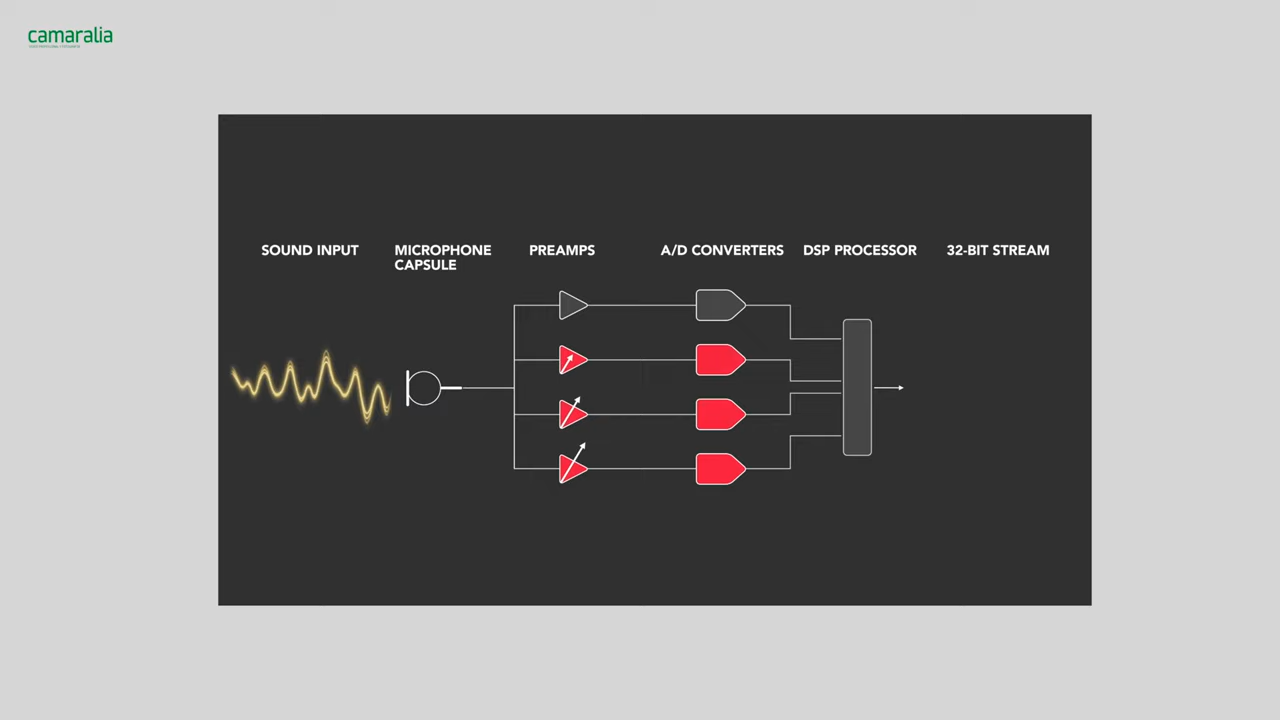 camaralia
SOUND INPUT
MICROPHONE
CAPSULE
PREAMPS
A/D CONVERTERS
DSP PROCESSOR
32-BIT STREAM